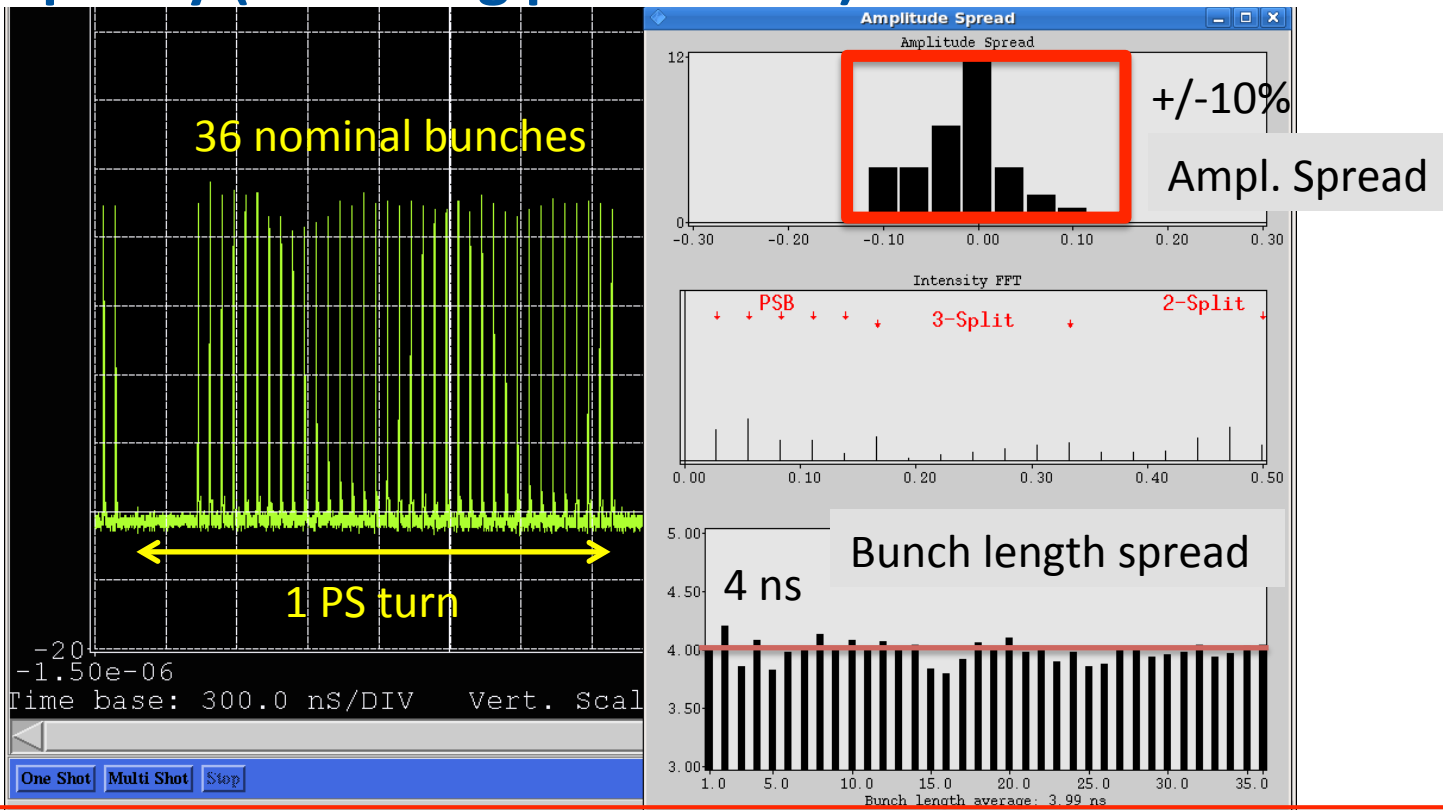 Amplitude Spread
Amplitude Spread
12
0
-0.30 -0.20 -0.10 0.00 0.10 0.20 0.30
+/-10%
Ampl. Spread
36 nominal bunches
1 PS turn
-20
-1.50e-06
Time base: 300.0 nS/DIV Vert. Scal
One Shot Multi Shot Stop
Intensity FFT
PSB 3-Split 2-Split
0.00 0.10 0.20 0.30 0.40 0.50
Bunch length spread
4 ns
5.00
4.50
4.00
3.50
3.00
1.0 5.0 10.0 15.0 20.0 25.0 30.0 35.0
Bunch length average: 3.99 ns